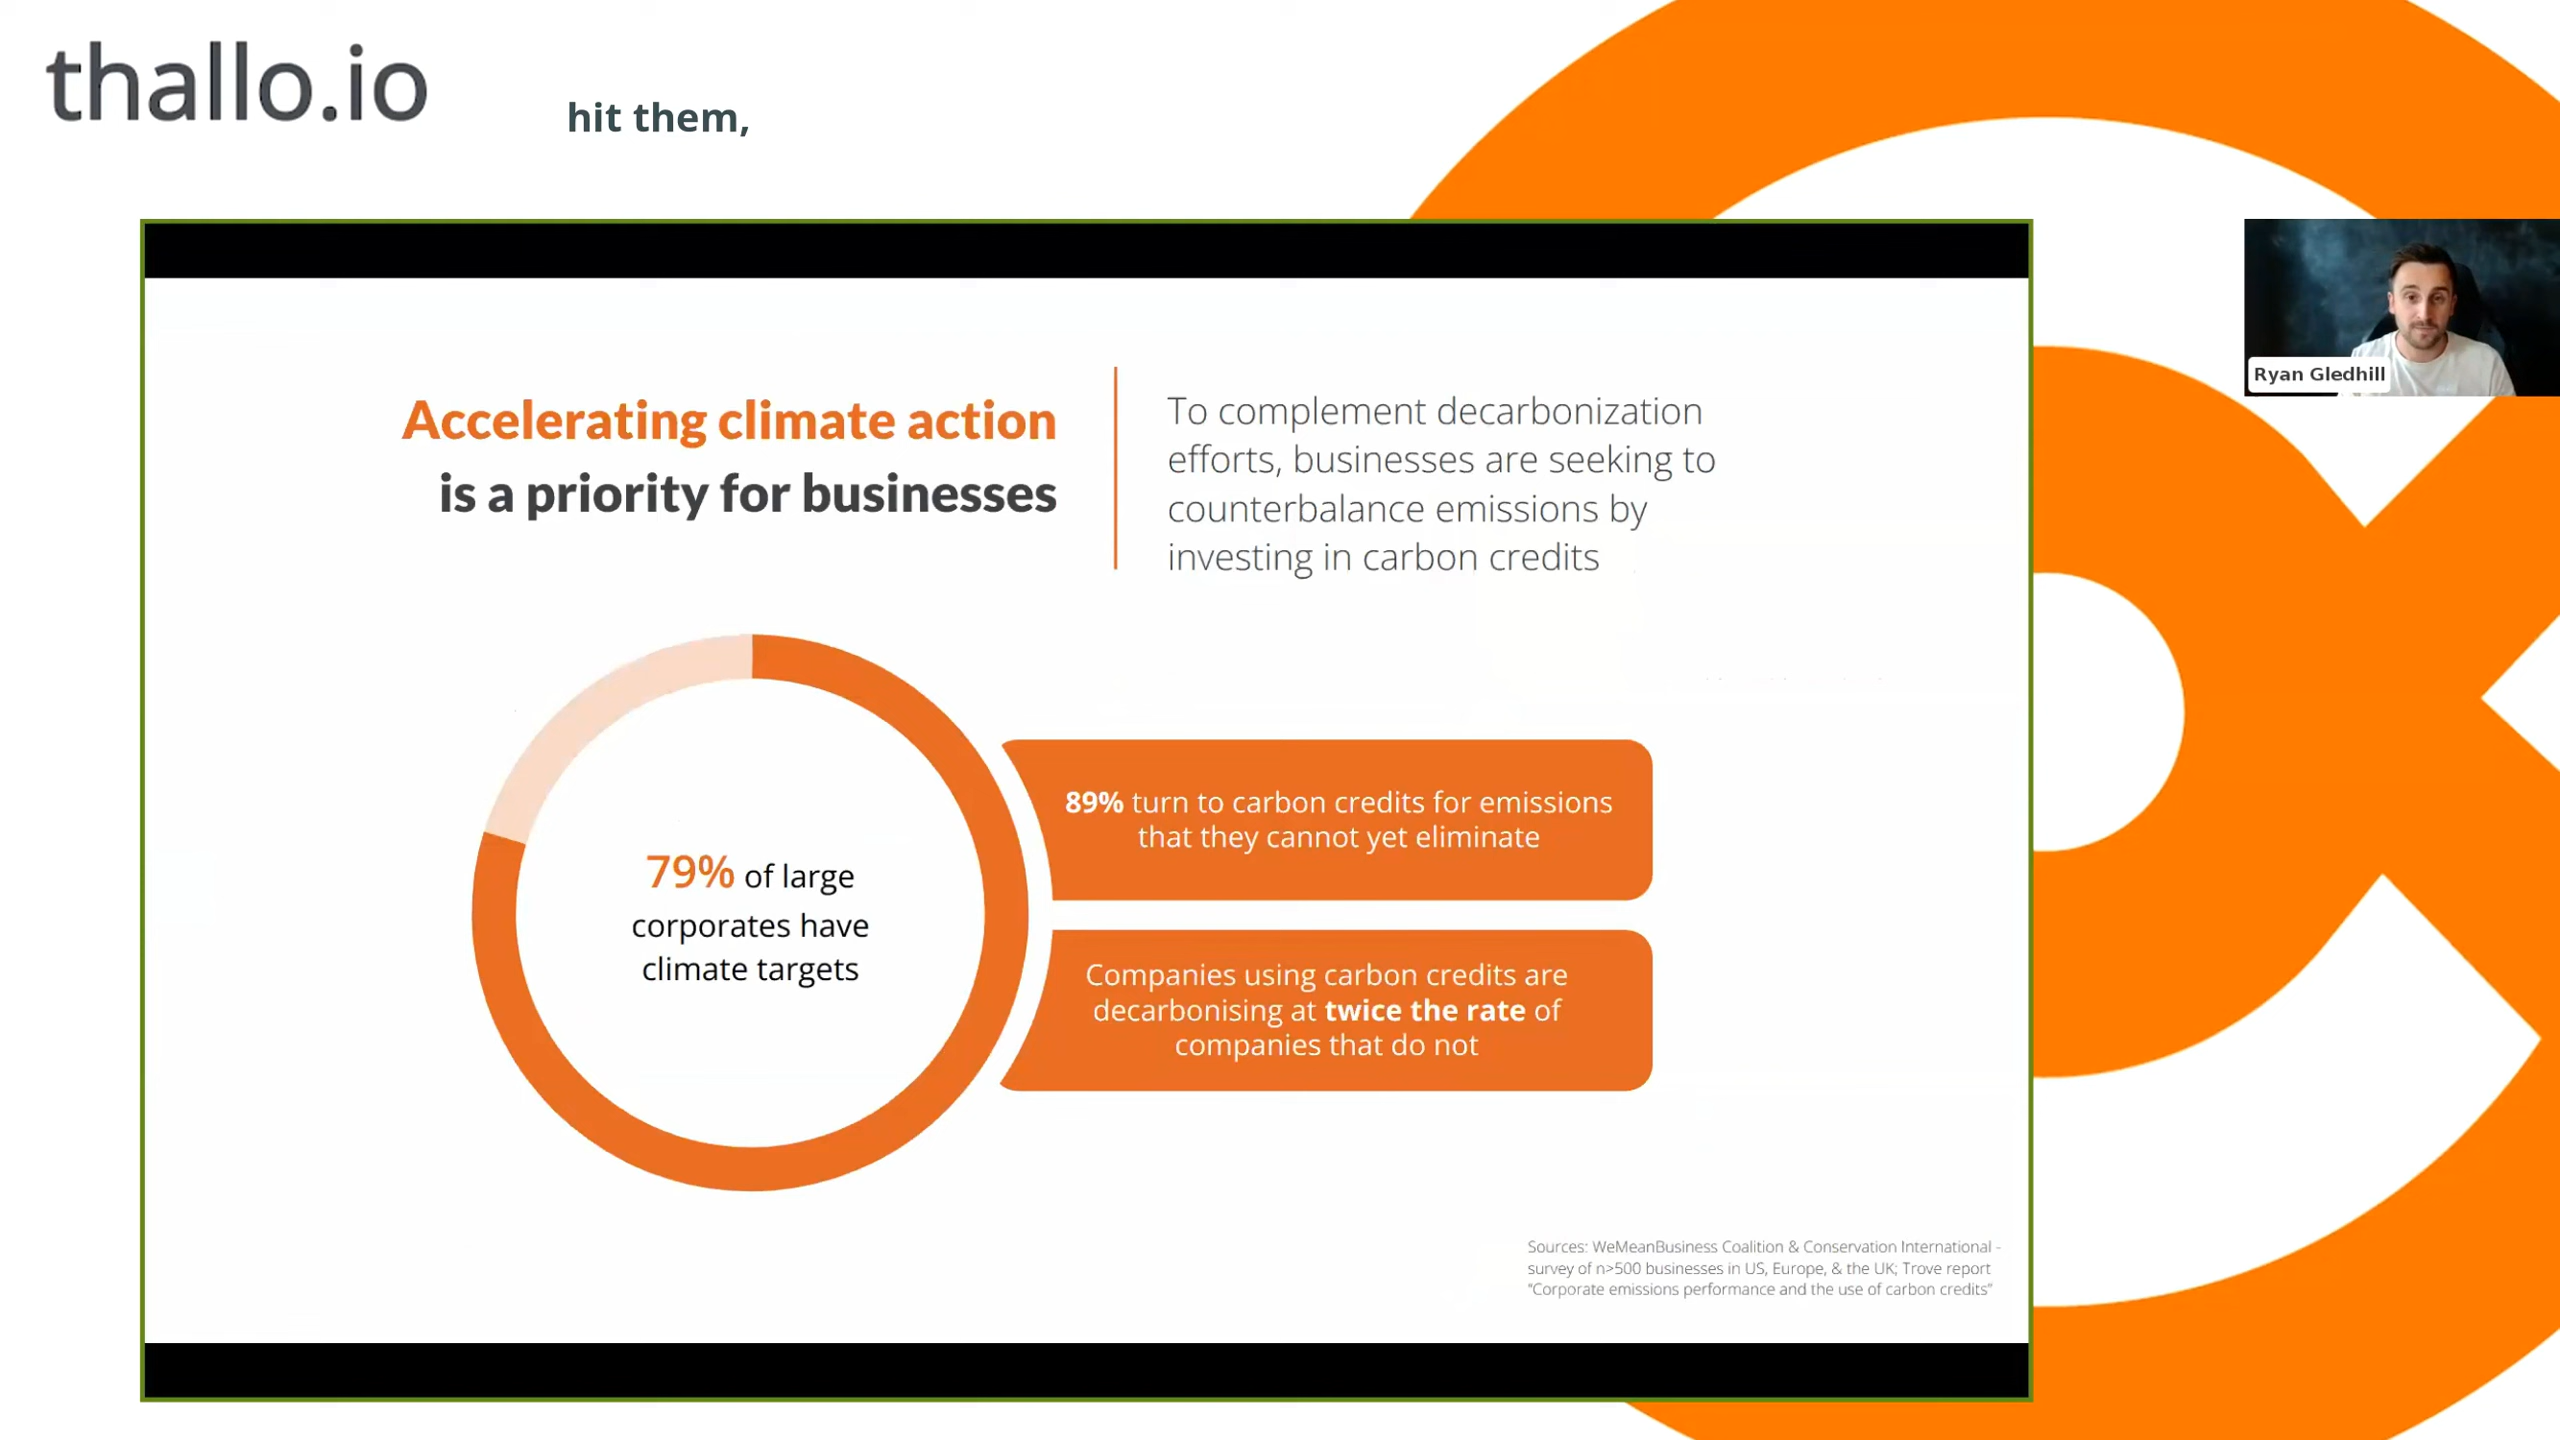 thallo.io
hit them,
Ryan Gledhill
Accelerating climate action
is a priority for businesses
To complement decarbonization
efforts, businesses are seeking to
counterbalance emissions by
investing in carbon credits
79% of large
corporates have
climate targets
89% turn to carbon credits for emissions
that they cannot yet eliminate
Companies using carbon credits are
decarbonising at twice the rate of
companies that do not
Sources: WeMeanBusiness Coalition & Conservation International -
survey of n>500 businesses in US, Europe, & the UK; Trove report
"Corporate emissions performance and the use of carbon credits"